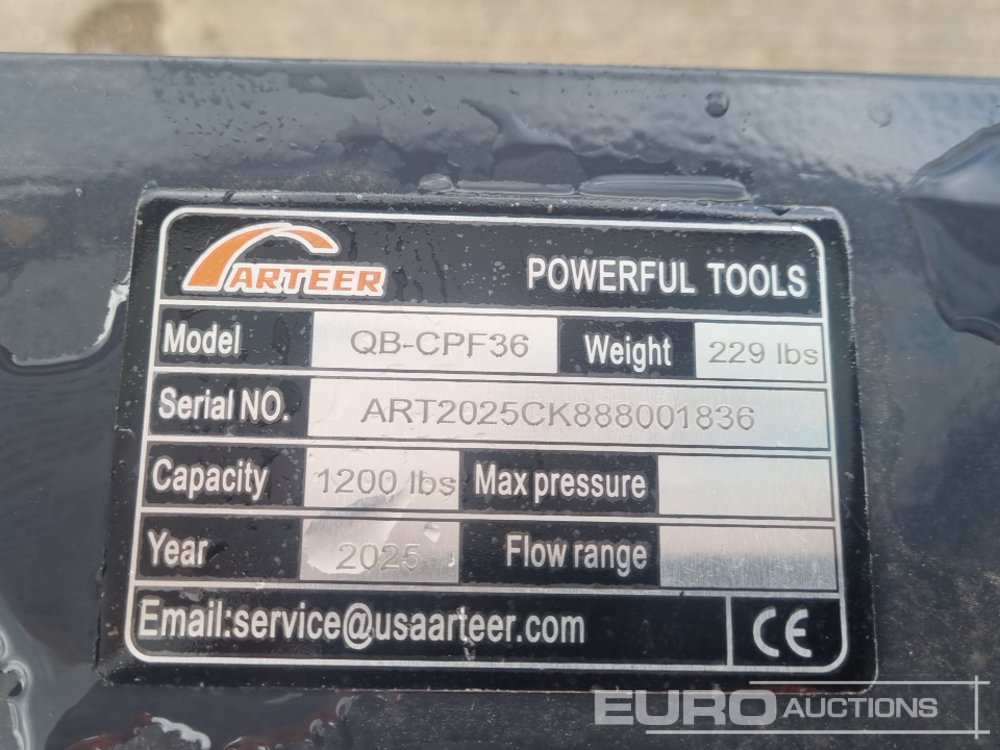 ARTEER POWERFUL TOOLS
Model QB-CPF36 Weight 229 lbs
Serial NO. ART2025CK888001836
Capacity 1200 lbs Max pressure
Year 2025 Flow range
Email:service@usaarteer.com CE
EURO AUCTIONS